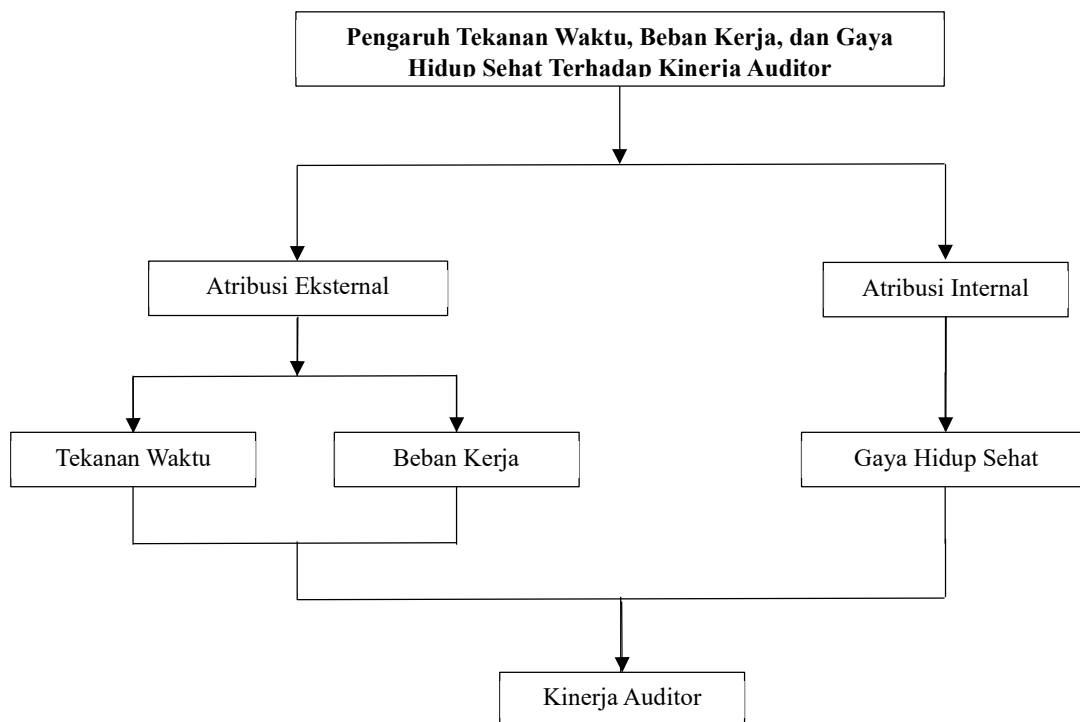 Pengaruh Tekanan Waktu, Beban Kerja, dan Gaya
Hidup Sehat Terhadap Kinerja Auditor
Atribusi Eksternal
Atribusi Internal
Tekanan Waktu
Beban Kerja
Gaya Hidup Sehat
Kinerja Auditor